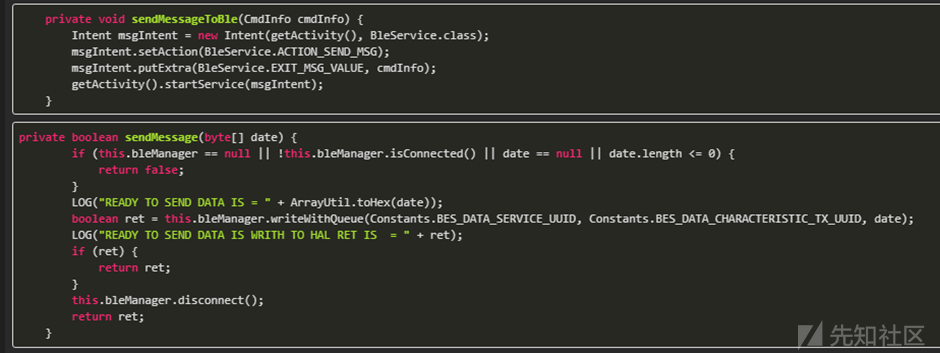 private void sendMessageToBle(CmdInfo cmdInfo) {
Intent msgIntent = new Intent(getActivity(), BleService.class);
msgIntent.setAction(BleService.ACTION_SEND_MSG);
msgIntent.putExtra(BleService.EXIT_MSG_VALUE, cmdInfo);
getActivity().startService(msgIntent);
}
private boolean sendMessage(byte[] date) {
if (this.bleManager == null || !this.bleManager.isConnected() || date == null || date.length <= 0) {
return false;
}
LOG("READY TO SEND DATA IS = " + ArrayUtil.toHex(date));
boolean ret = this.bleManager.writeWithQueue(Constants.BES_DATA_SERVICE_UUID, Constants.BES_DATA_CHARACTERISTIC_TX_UUID, date);
LOG("READY TO SEND DATA IS WRITH TO HAL RET IS  = " + ret);
if (ret) {
return ret;
}
this.bleManager.disconnect();
return ret;
}
先知社区